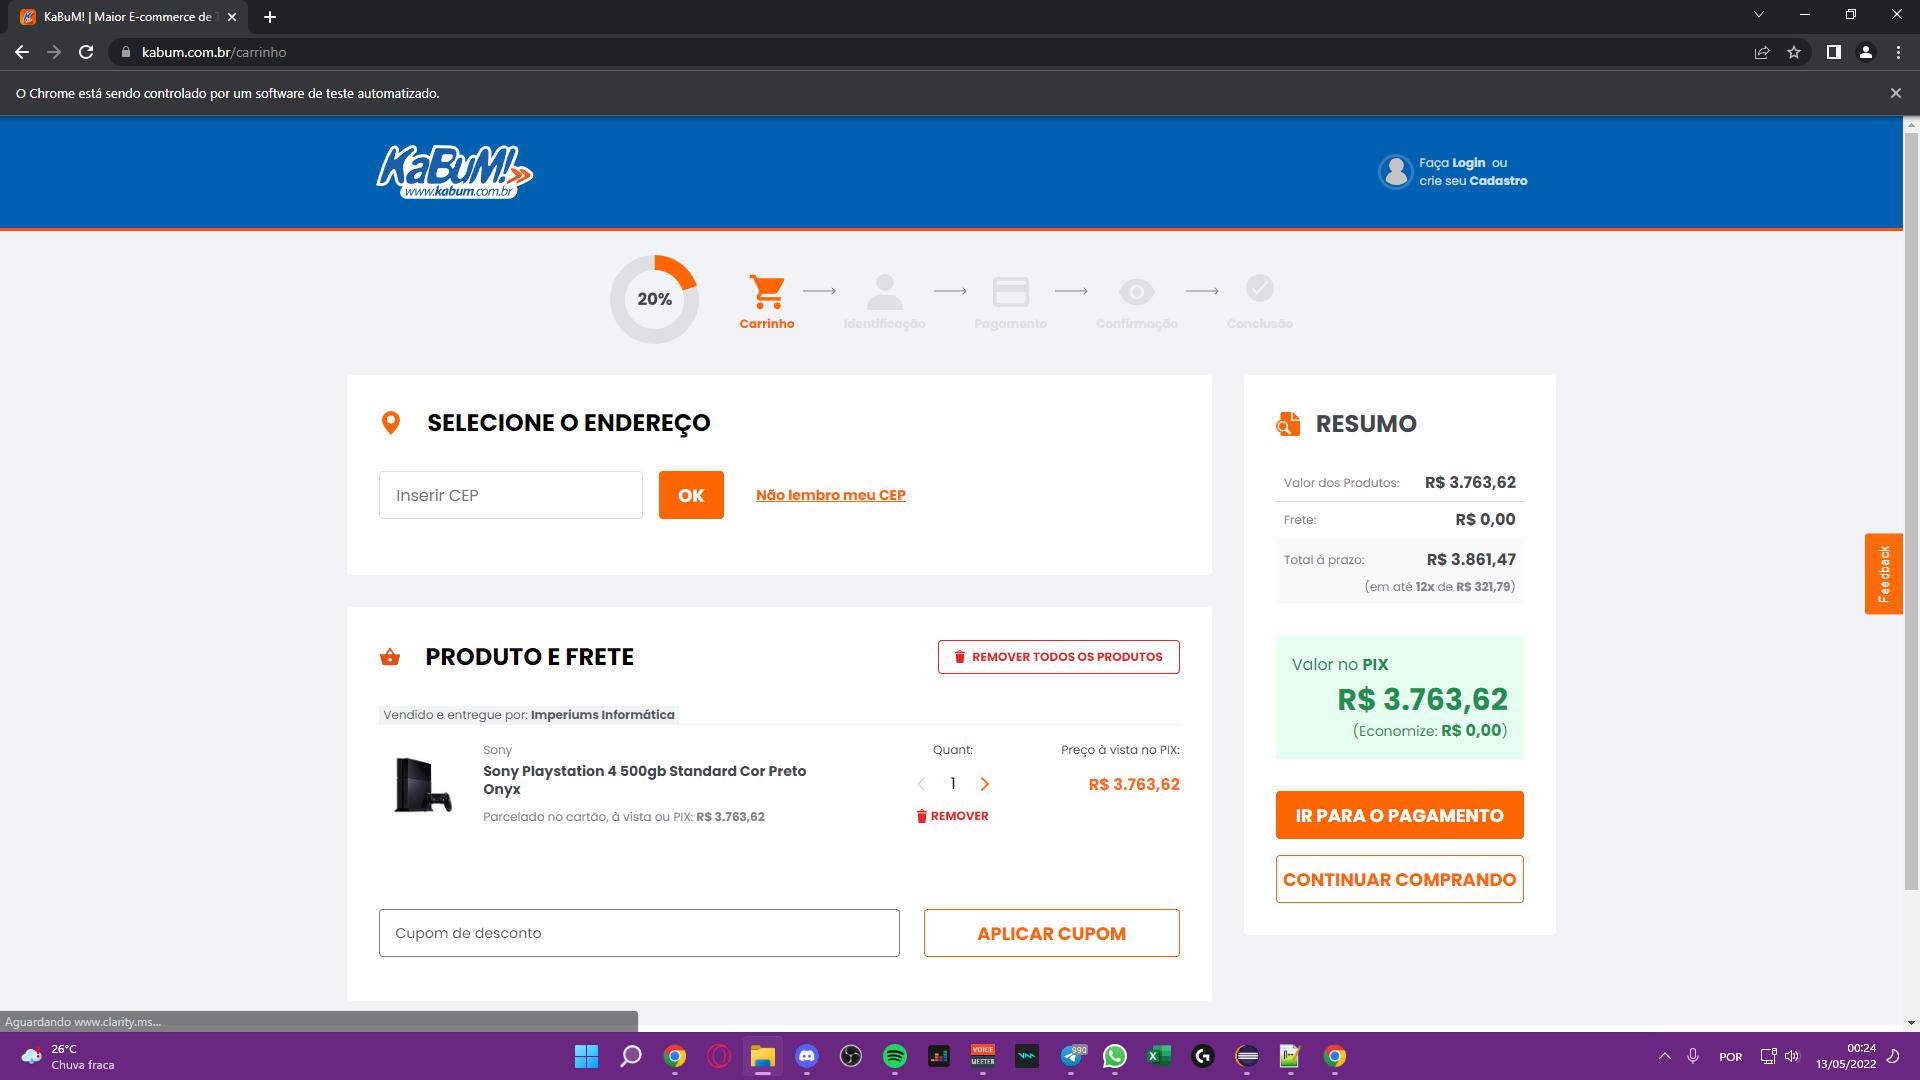 KaBuM! | Maior E-commerce de T
kabum.com.br/carrinho
O Chrome está sendo controlado por um software de teste automatizado.
KaBuM!
www.kabum.com.br
Faça Login ou
crie seu Cadastro
20%
Carrinho
Identificação
Pagamento
Confirmação
Conclusão
SELECIONE O ENDEREÇO
Inserir CEP
OK
Não lembro meu CEP
RESUMO
Valor dos Produtos: R$ 3.763,62
Frete: R$ 0,00
Total à prazo: R$ 3.861,47
(em até 12x de R$ 321,79)
Valor no PIX
R$ 3.763,62
(Economize: R$ 0,00)
IR PARA O PAGAMENTO
CONTINUAR COMPRANDO
Feedback
PRODUTO E FRETE
REMOVER TODOS OS PRODUTOS
Vendido e entregue por: Imperiums Informática
Sony
Sony Playstation 4 500gb Standard Cor Preto
Onyx
Parcelado no cartão, à vista ou PIX: R$ 3.763,62
Quant:
1
REMOVER
Preço à vista no PIX:
R$ 3.763,62
Cupom de desconto
APLICAR CUPOM
Aguardando www.clarity.ms...
26°C
Chuva fraca
VOICE
MEETER
990
POR
00:24
13/05/2022